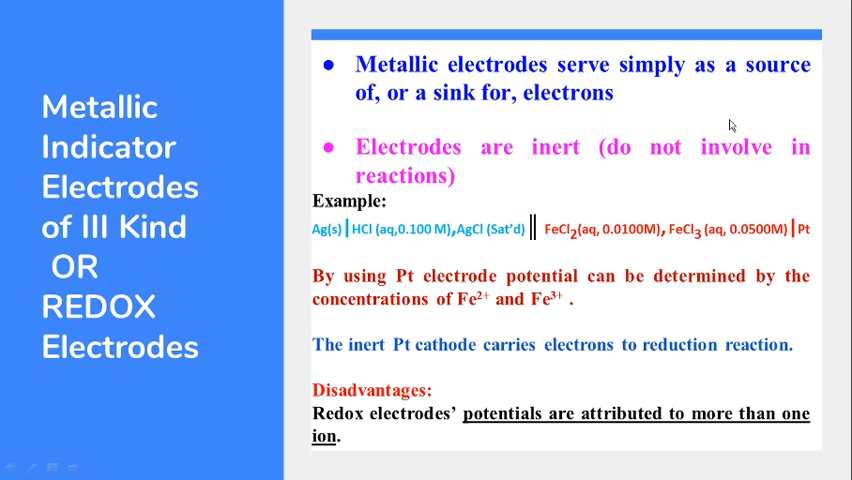 Metallic
Indicator
Electrodes
of III Kind
OR
REDOX
Electrodes
● Metallic electrodes serve simply as a source
of, or a sink for, electrons
● Electrodes are inert (do not involve in
reactions)
Example:
Ag(s)|HCl (aq,0.100 M),AgCl (Sat’d) ‖ FeCl₂(aq, 0.0100M), FeCl₃ (aq, 0.0500M)|Pt
By using Pt electrode potential can be determined by the
concentrations of Fe²⁺ and Fe³⁺ .
The inert Pt cathode carries electrons to reduction reaction.
Disadvantages:
Redox electrodes’ potentials are attributed to more than one
ion.